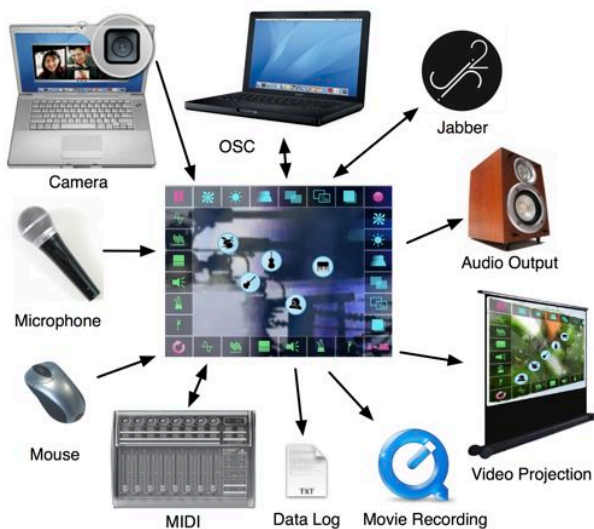 OSC
Jabber
Camera
Audio Output
Microphone
Mouse
Video Projection
TXT
MIDI
Data Log
Movie Recording